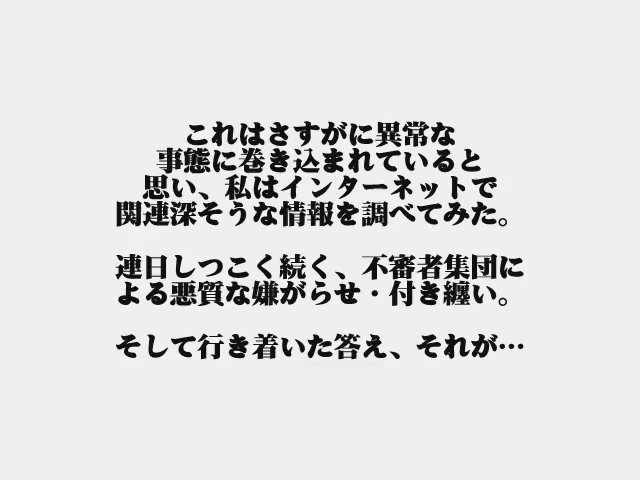 これはさすがに異常な
事態に巻き込まれていると
思い、私はインターネットで
関連深そうな情報を調べてみた。
連日しつこく続く、不審者集団に
よる悪質な嫌がらせ・付き纏い。
そして行き着いた答え、それが…